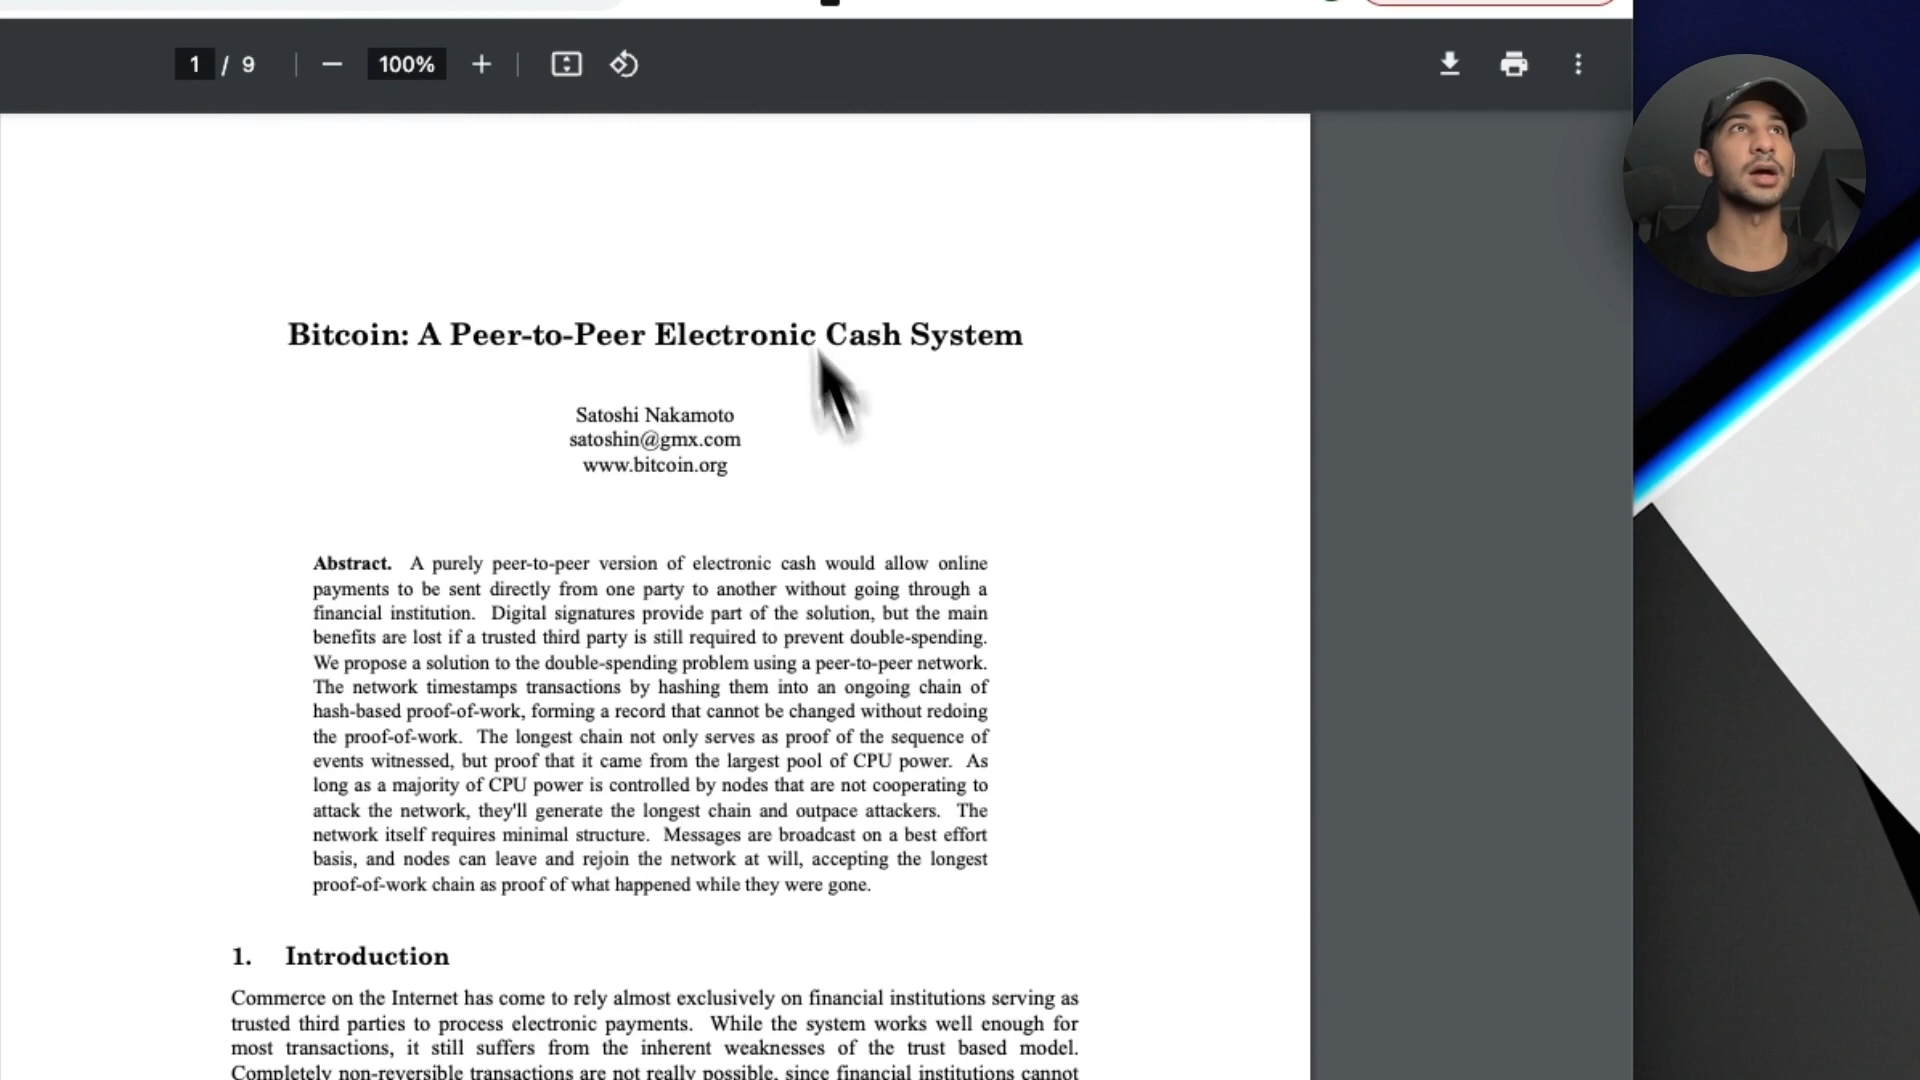 1 / 9 100%
Bitcoin: A Peer-to-Peer Electronic Cash System
Satoshi Nakamoto
satoshin@gmx.com
www.bitcoin.org
Abstract. A purely peer-to-peer version of electronic cash would allow online
payments to be sent directly from one party to another without going through a
financial institution. Digital signatures provide part of the solution, but the main
benefits are lost if a trusted third party is still required to prevent double-spending.
We propose a solution to the double-spending problem using a peer-to-peer network.
The network timestamps transactions by hashing them into an ongoing chain of
hash-based proof-of-work, forming a record that cannot be changed without redoing
the proof-of-work. The longest chain not only serves as proof of the sequence of
events witnessed, but proof that it came from the largest pool of CPU power. As
long as a majority of CPU power is controlled by nodes that are not cooperating to
attack the network, they'll generate the longest chain and outpace attackers. The
network itself requires minimal structure. Messages are broadcast on a best effort
basis, and nodes can leave and rejoin the network at will, accepting the longest
proof-of-work chain as proof of what happened while they were gone.
1. Introduction
Commerce on the Internet has come to rely almost exclusively on financial institutions serving as
trusted third parties to process electronic payments. While the system works well enough for
most transactions, it still suffers from the inherent weaknesses of the trust based model.
Completely non-reversible transactions are not really possible, since financial institutions cannot